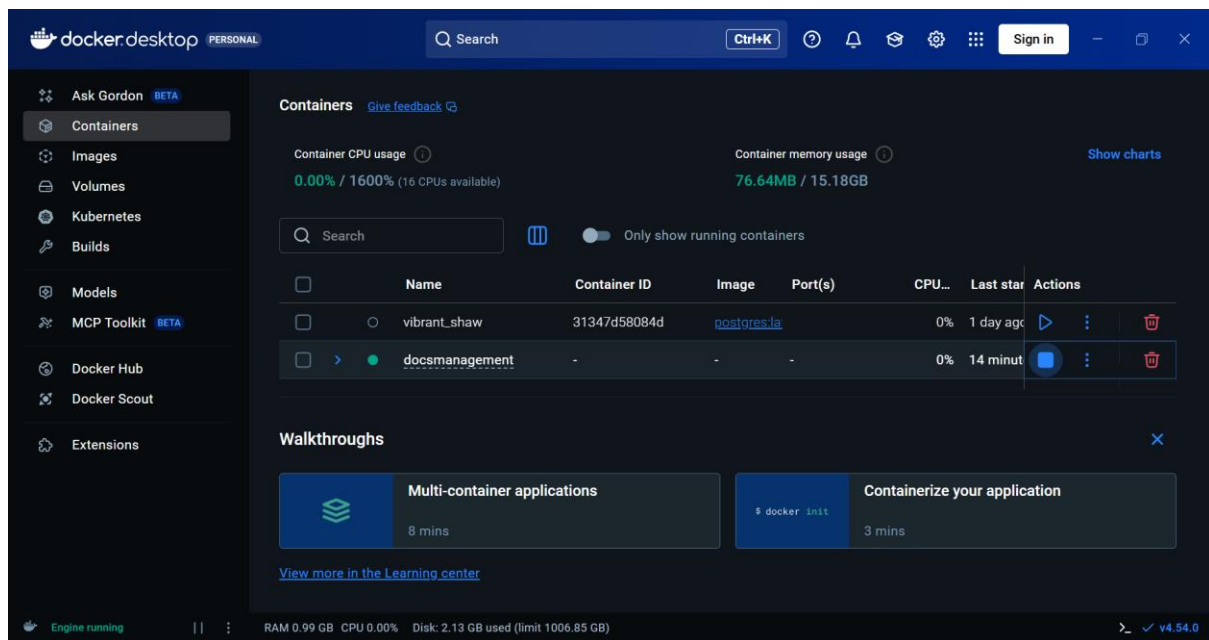 docker.desktop PERSONAL Search Ctrl+K Sign in
Ask Gordon BETA
Containers
Images
Volumes
Kubernetes
Builds
Models
MCP Toolkit BETA
Docker Hub
Docker Scout
Extensions
Containers Give feedback
Container CPU usage Container memory usage Show charts
0.00% / 1600% (16 CPUs available) 76.64MB / 15.18GB
Search Only show running containers
Name Container ID Image Port(s) CPU... Last star Actions
vibrant_shaw 31347d58084d postgres:la 0% 1 day ago
docsmanagement - - - 0% 14 minut
Walkthroughs
Multi-container applications
8 mins
$ docker init
Containerize your application
3 mins
View more in the Learning center
Engine running RAM 0.99 GB CPU 0.00% Disk: 2.13 GB used (limit 1006.85 GB) v4.54.0